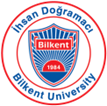 İhsan Doğramacı
Bilkent
1984
Bilkent University